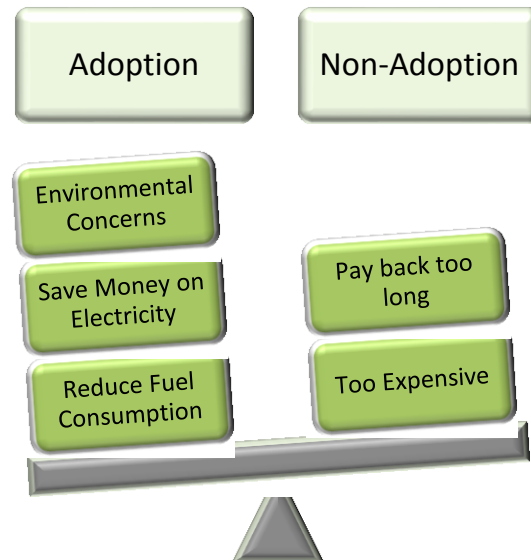 Adoption
Non-Adoption
Environmental
Concerns
Save Money on
Electricity
Reduce Fuel
Consumption
Pay back too
long
Too Expensive